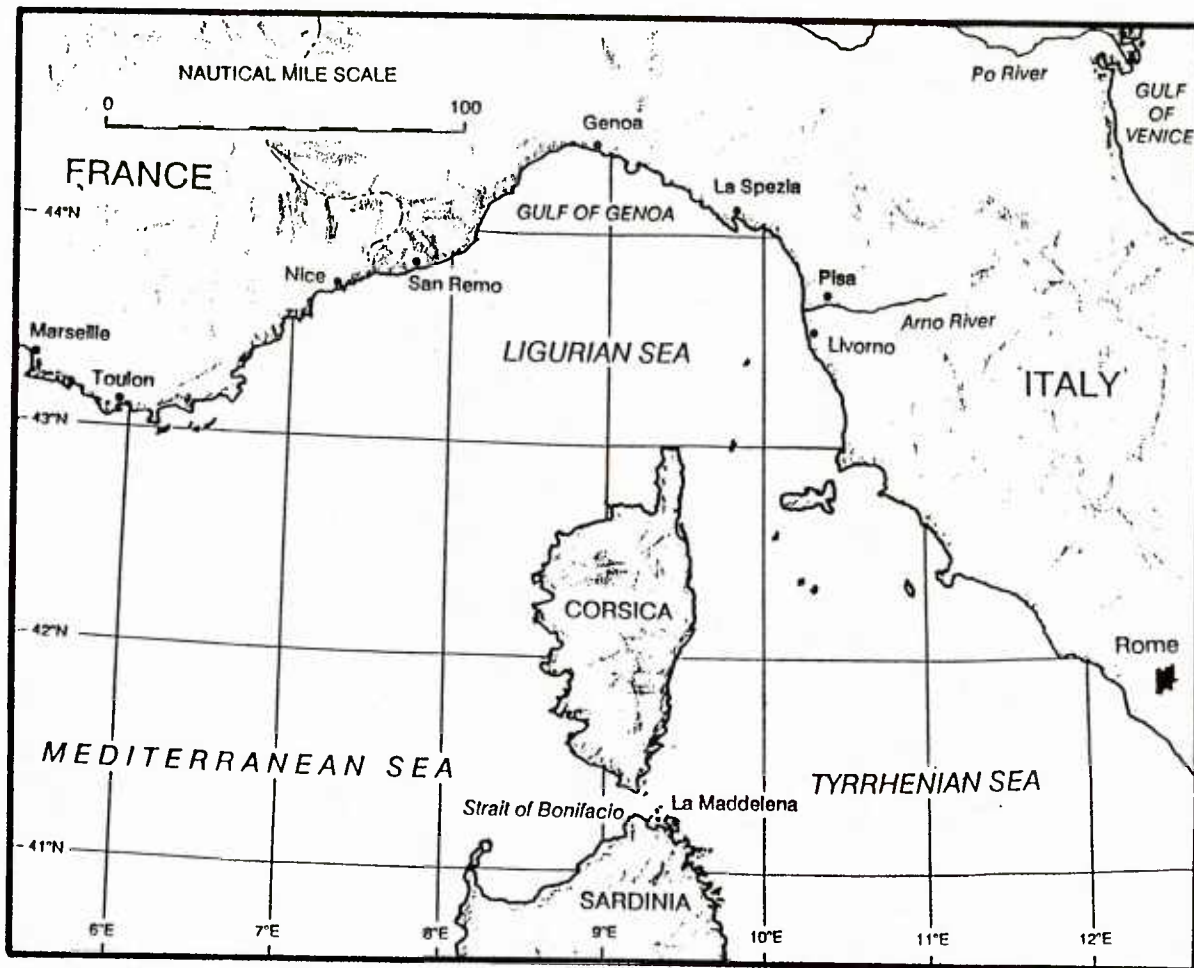 NAUTICAL MILE SCALE
0 100
Po River
GULF
OF
VENICE
Genoa
FRANCE
La Spezia
44°N
GULF OF GENOA
Nice
San Remo
Pisa
Arno River
Marseille
LIGURIAN SEA
Livorno
Toulon
ITALY
43°N
CORSICA
42°N
Rome
MEDITERRANEAN SEA
TYRRHENIAN SEA
Strait of Bonifacio
La Maddelena
41°N
SARDINIA
6°E 7°E 8°E 9°E 10°E 11°E 12°E